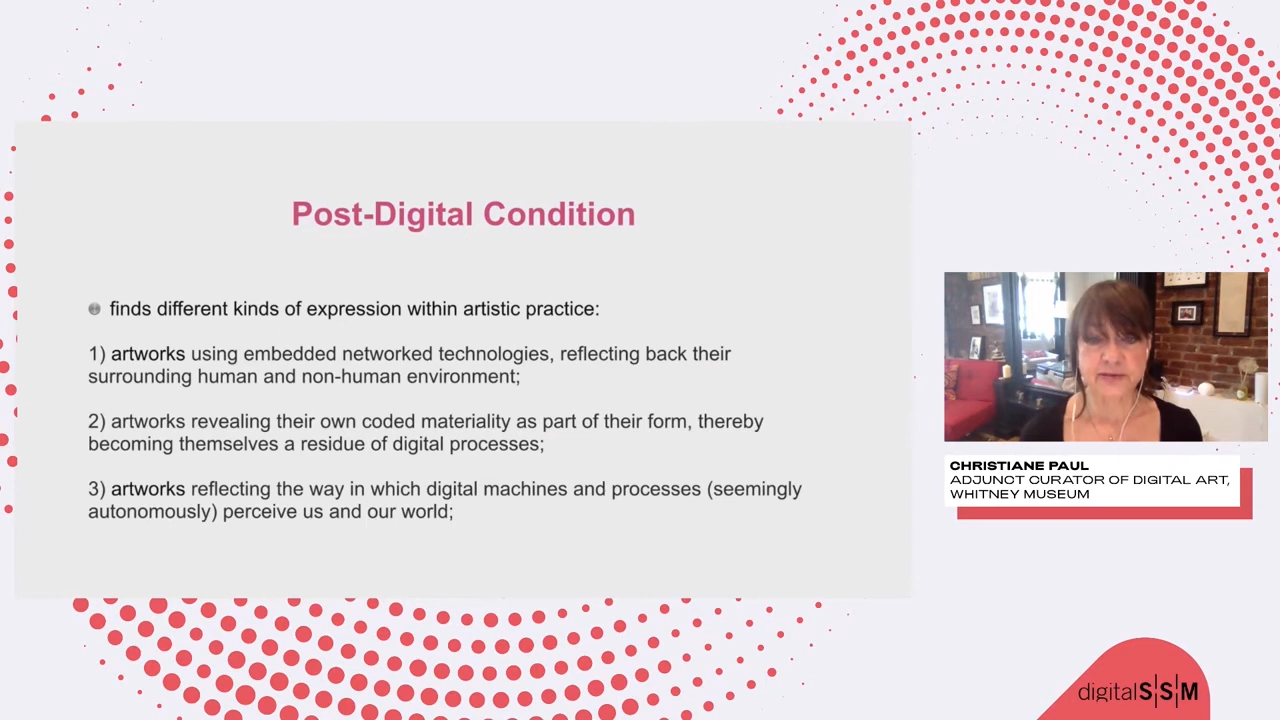 Post-Digital Condition
finds different kinds of expression within artistic practice:
1) artworks using embedded networked technologies, reflecting back their
surrounding human and non-human environment;
2) artworks revealing their own coded materiality as part of their form, thereby
becoming themselves a residue of digital processes;
3) artworks reflecting the way in which digital machines and processes (seemingly
autonomously) perceive us and our world;
CHRISTIANE PAUL
ADJUNCT CURATOR OF DIGITAL ART,
WHITNEY MUSEUM
digitalS|S|M